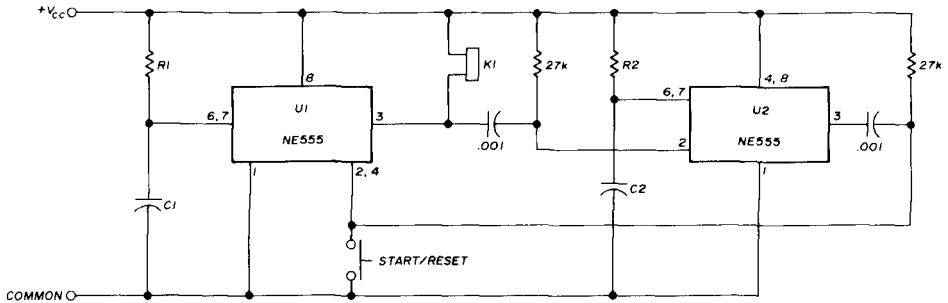 +VCC
R1
8
U1
NE555
6, 7
3
1
2, 4
K1
.001
27k
R2
6, 7
2
4, 8
U2
NE555
3
1
.001
27k
C1
C2
START/RESET
COMMON